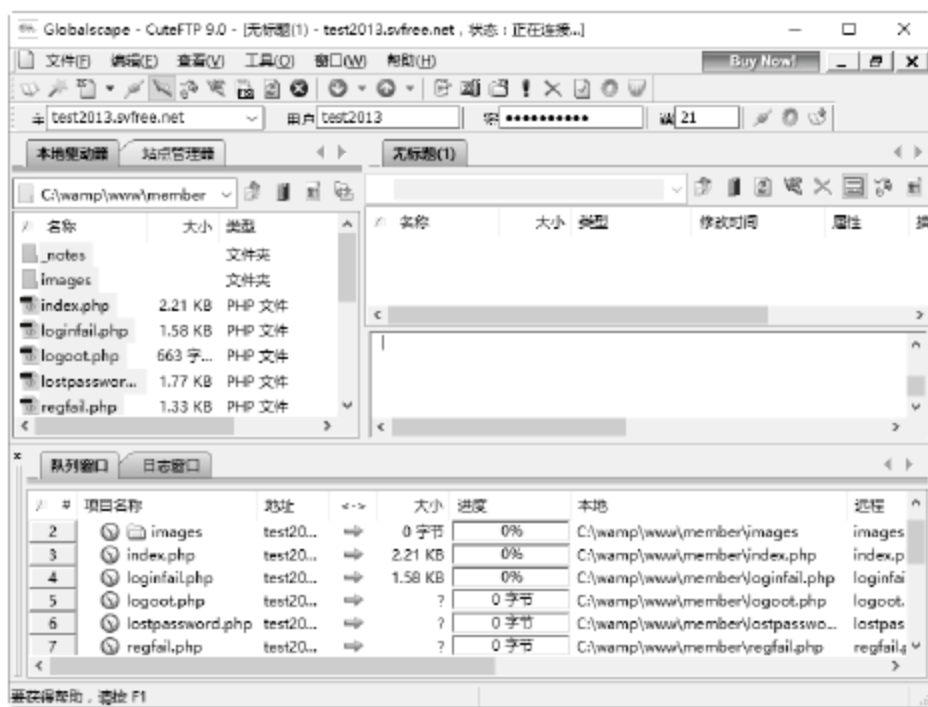 Globalscape - CuteFTP 9.0 - [无标题(1) - test2013.svfree.net，状态：正在连接...]
文件(F) 编辑(E) 查看(V) 工具(O) 窗口(W) 帮助(H) Buy Now!
test2013.svfree.net 用户 test2013 ●●●●●●●●●● 21
本地驱动器 站点管理器 无标题(1)
C:\wamp\www\member
名称 大小 类型 名称 大小 类型 修改时间 属性
_notes 文件夹
images 文件夹
index.php 2.21 KB PHP 文件
loginfail.php 1.58 KB PHP 文件
logoot.php 663 字... PHP 文件
lostpasswor... 1.77 KB PHP 文件
regfail.php 1.33 KB PHP 文件
队列窗口 日志窗口
# 项目名称 地址 <-> 大小 进度 本地 远程
2 images test20... 0 字节 0% C:\wamp\www\member\images images
3 index.php test20... 2.21 KB 0% C:\wamp\www\member\index.php index.p
4 loginfail.php test20... 1.58 KB 0% C:\wamp\www\member\loginfail.php loginfai
5 logoot.php test20... ? 0 字节 C:\wamp\www\member\logoot.php logoot.
6 lostpassword.php test20... ? 0 字节 C:\wamp\www\member\lostpasswo... lostpas
7 regfail.php test20... ? 0 字节 C:\wamp\www\member\regfail.php regfail.
要获得帮助，请按 F1